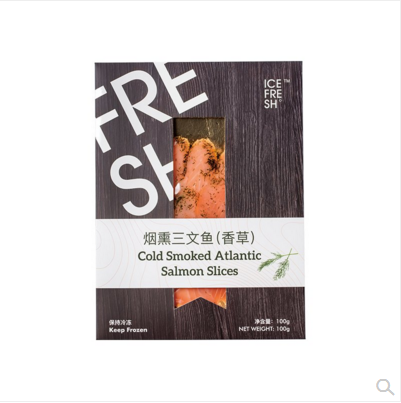 FRE
SH
ICE™
FRE
SH
烟熏三文鱼(香草)
Cold Smoked Atlantic
Salmon Slices
保持冷冻
Keep Frozen
净含量: 100g
NET WEIGHT: 100g